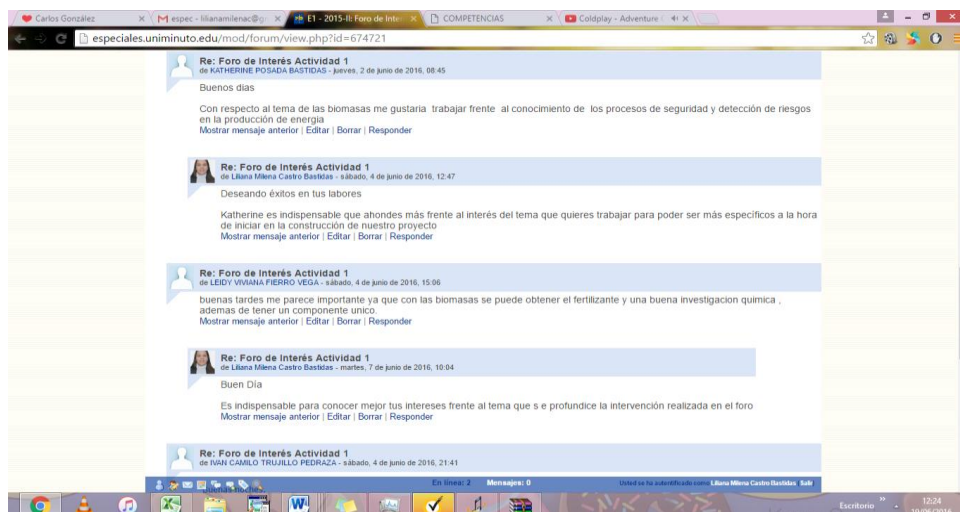 Carlos González
espec - lilianamilenac@g
E1 - 2015-II: Foro de Inter
COMPETENCIAS
Coldplay - Adventure
especiales.uniminuto.edu/mod/forum/view.php?id=674721
Re: Foro de Interés Actividad 1
de KATHERINE POSADA BASTIDAS - jueves, 2 de junio de 2016, 08:45
Buenos dias
Con respecto al tema de las biomasas me gustaria trabajar frente al conocimiento de los procesos de seguridad y detección de riesgos
en la producción de energia
Mostrar mensaje anterior | Editar | Borrar | Responder
Re: Foro de Interés Actividad 1
de Liliana Milena Castro Bastidas - sábado, 4 de junio de 2016, 12:47
Deseando éxitos en tus labores
Katherine es indispensable que ahondes más frente al interés del tema que quieres trabajar para poder ser más específicos a la hora
de iniciar en la construcción de nuestro proyecto
Mostrar mensaje anterior | Editar | Borrar | Responder
Re: Foro de Interés Actividad 1
de LEIDY VIVIANA FIERRO VEGA - sábado, 4 de junio de 2016, 15:06
buenas tardes me parece importante ya que con las biomasas se puede obtener el fertilizante y una buena investigacion quimica ,
ademas de tener un componente unico.
Mostrar mensaje anterior | Editar | Borrar | Responder
Re: Foro de Interés Actividad 1
de Liliana Milena Castro Bastidas - martes, 7 de junio de 2016, 10:04
Buen Día
Es indispensable para conocer mejor tus intereses frente al tema que s e profundice la intervención realizada en el foro
Mostrar mensaje anterior | Editar | Borrar | Responder
Re: Foro de Interés Actividad 1
de IVAN CAMILO TRUJILLO PEDRAZA - sábado, 4 de junio de 2016, 21:41
Buenas noches.
En línea: 2 Mensajes: 0 Usted se ha autentificado como Liliana Milena Castro Bastidas (Salir)
Escritorio
12:24
19/06/2016